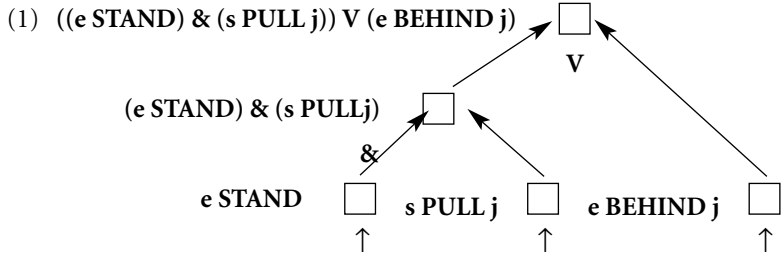 (1) ((e STAND) & (s PULL j)) V (e BEHIND j)
V
(e STAND) & (s PULLj)
&
e STAND s PULL j e BEHIND j